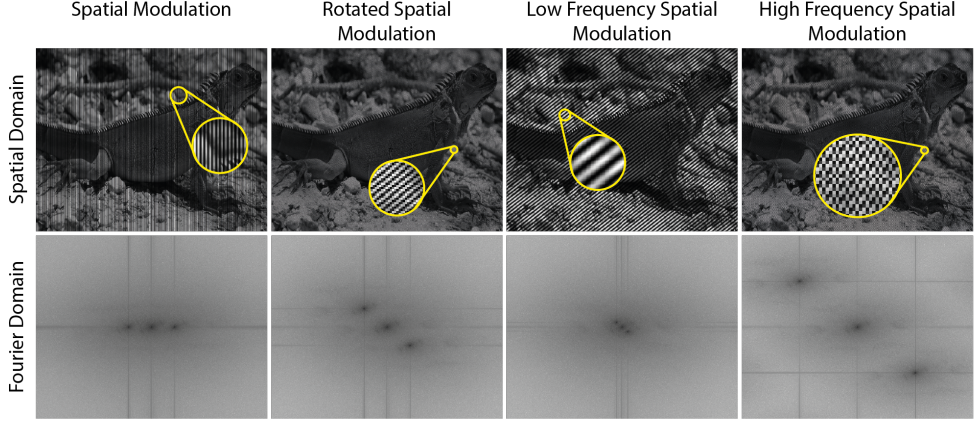 Spatial Modulation
Rotated Spatial
Modulation
Low Frequency Spatial
Modulation
High Frequency Spatial
Modulation
Spatial Domain
Fourier Domain